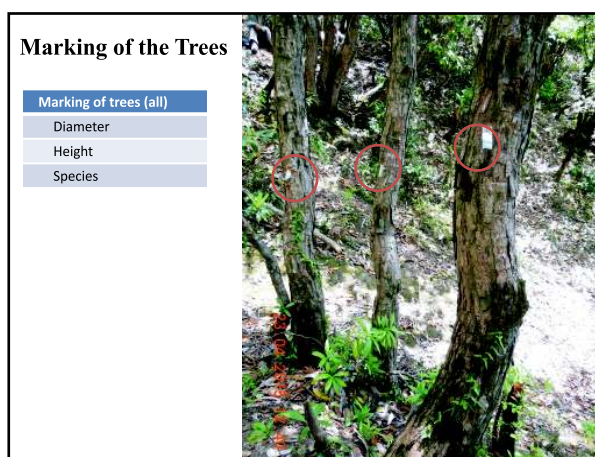 Marking of the Trees
Marking of trees (all)
Diameter
Height
Species